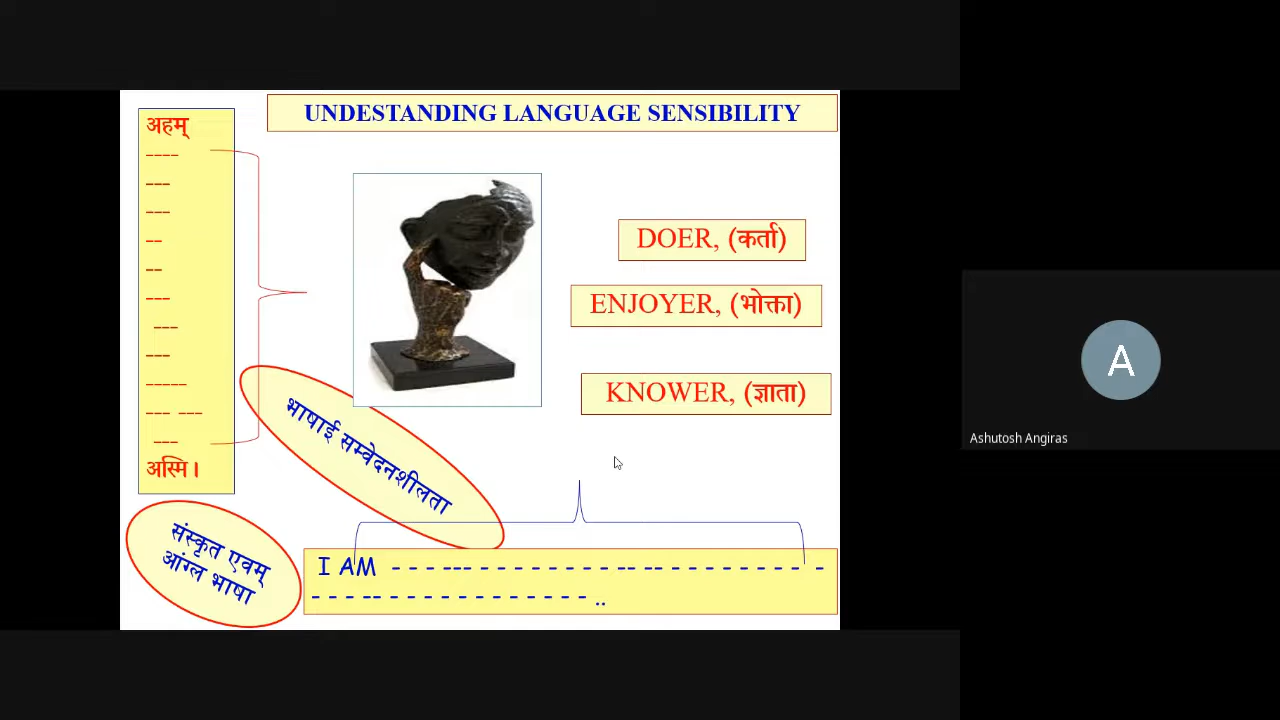 UNDESTANDING LANGUAGE SENSIBILITY
अहम्
----
---
---
--
--
---
---
---
-----
--- ---
---
अस्मि ।
DOER, (कर्ता)
ENJOYER, (भोक्ता)
KNOWER, (ज्ञाता)
भाषाई सम्वेदनशीलता
संस्कृत एवम्
आंग्ल भाषा
I AM - - - --- - - - - - - - - -- -- - - - - - - - - -
- - - -- - - - - - - - - - - - ..
A
Ashutosh Angiras